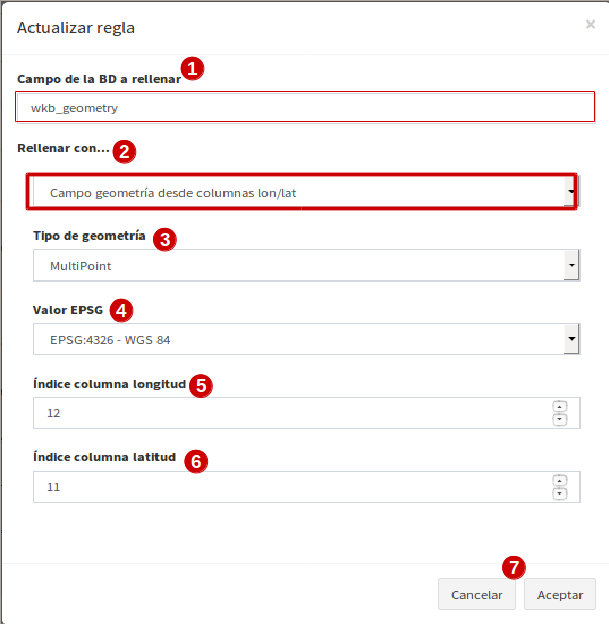 Actualizar regla ×
Campo de la BD a rellenar 1
wkb_geometry
Rellenar con... 2
Campo geometría desde columnas lon/lat
Tipo de geometría 3
MultiPoint
Valor EPSG 4
EPSG:4326 - WGS 84
Índice columna longitud 5
12
Índice columna latitud 6
11
7
Cancelar Aceptar